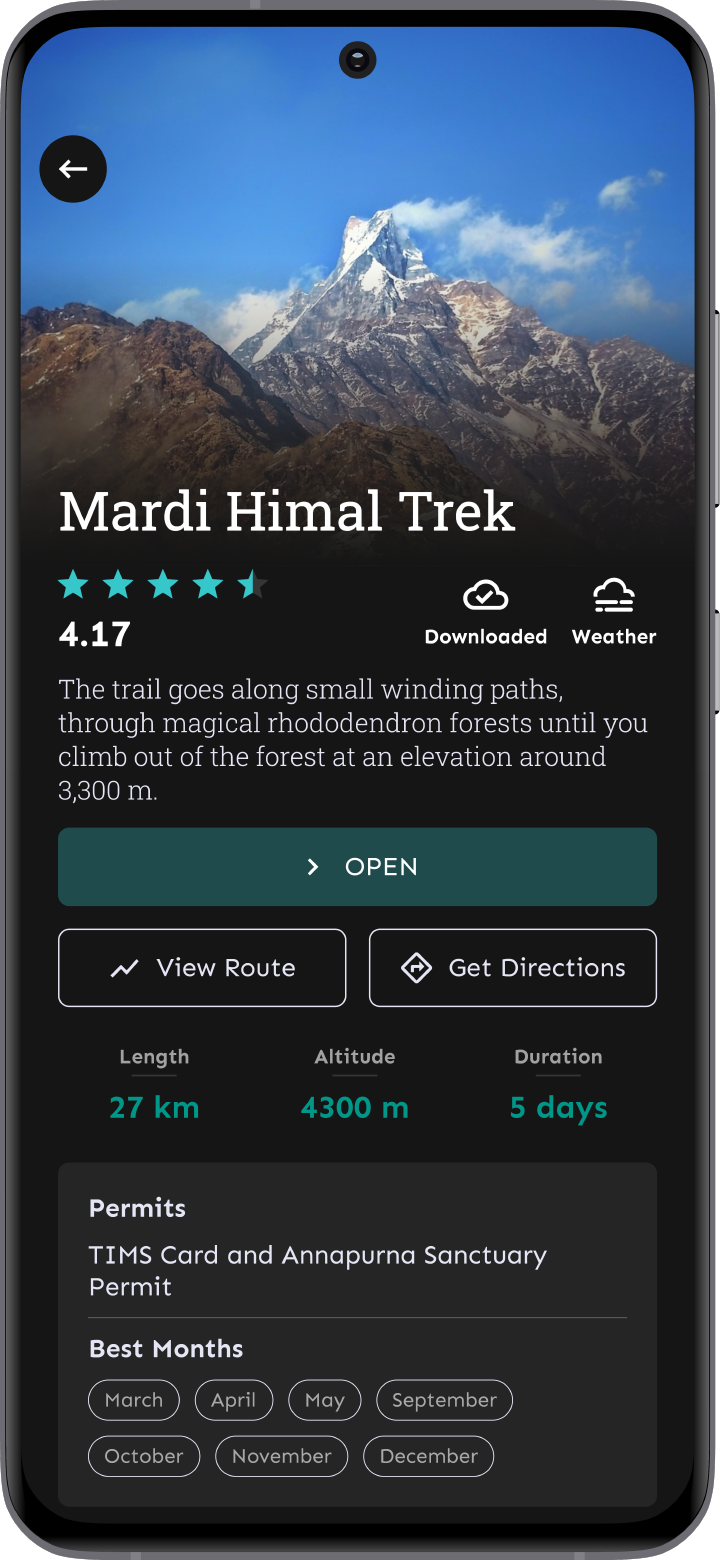 Mardi Himal Trek
4.17
Downloaded
Weather
The trail goes along small winding paths,
through magical rhododendron forests until you
climb out of the forest at an elevation around
3,300 m.
OPEN
View Route
Get Directions
Length
Altitude
Duration
27 km
4300 m
5 days
Permits
TIMS Card and Annapurna Sanctuary
Permit
Best Months
March April May September
October November December